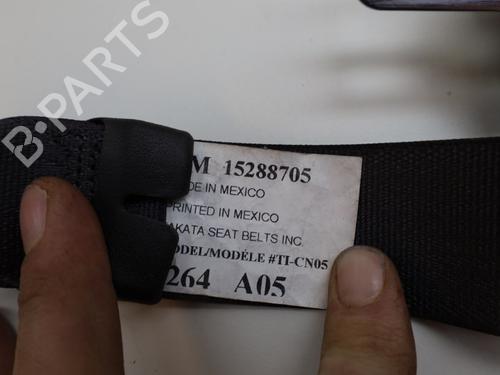 B-PARTS
M 15288705
DE IN MEXICO
PRINTED IN MEXICO
AKATA SEAT BELTS INC.
ODEL/MODÈLE #TI-CN05
264 A05